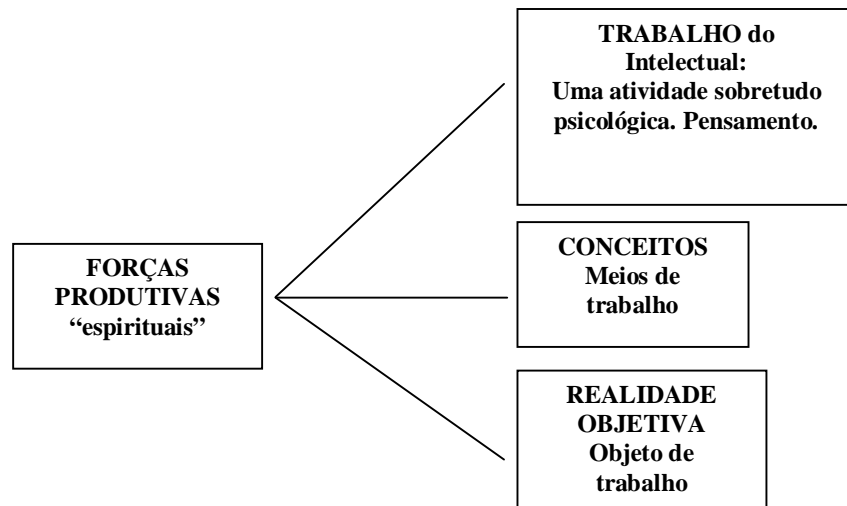 TRABALHO do
Intelectual:
Uma atividade sobretudo
psicológica. Pensamento.
FORÇAS
PRODUTIVAS
“espirituais”
CONCEITOS
Meios de
trabalho
REALIDADE
OBJETIVA
Objeto de
trabalho